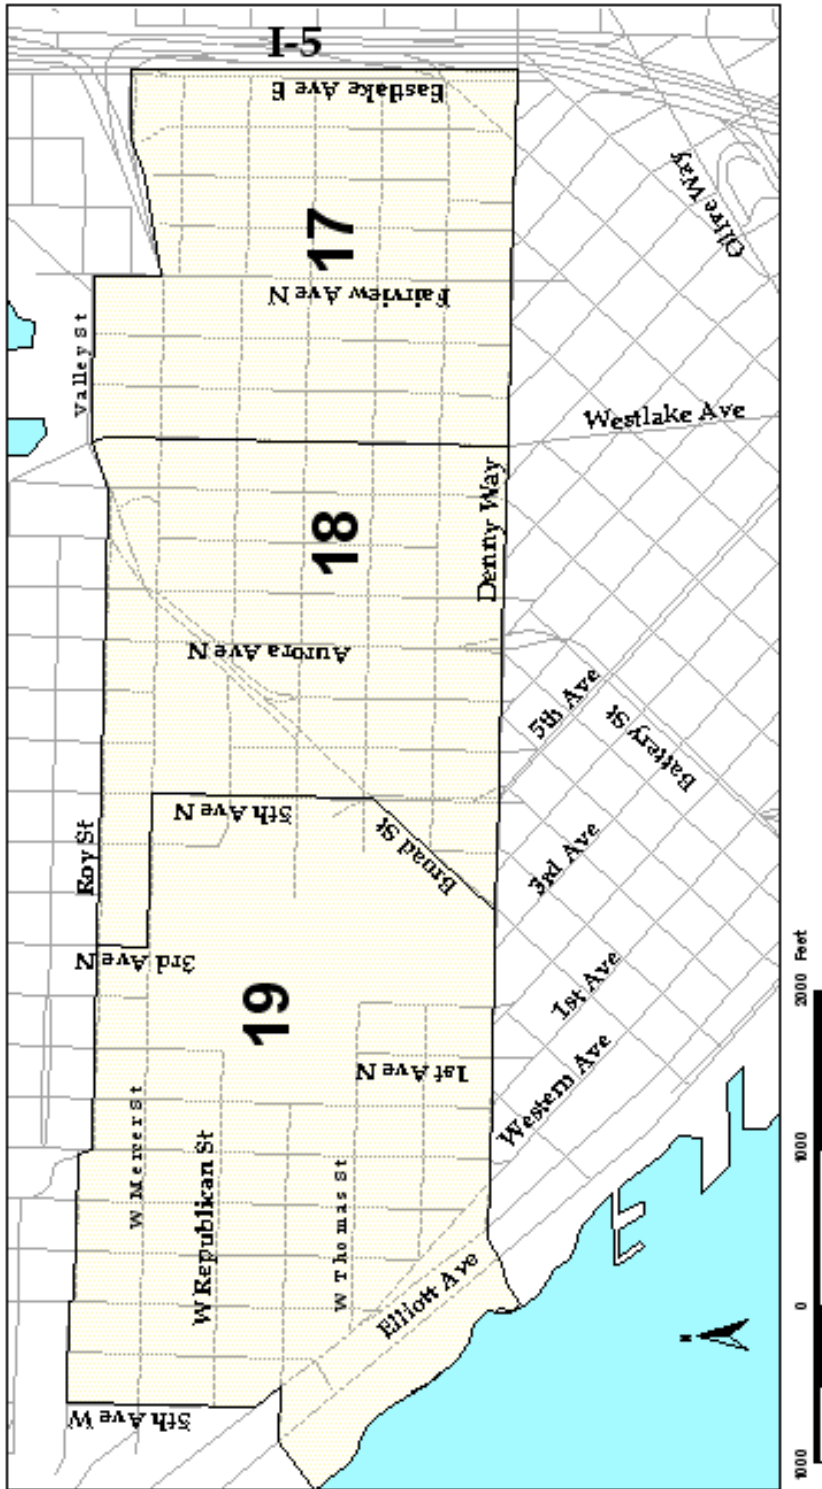 I-5
Eastlake Ave E
Olive Way
17
Fairview Ave N
Valley St
Westlake Ave
Denny Way
18
Aurora Ave N
5th Ave
Battery St
5th Ave N
Broad St
Roy St
3rd Ave
3rd Ave N
19
1st Ave
1st Ave N
Western Ave
W Mercer St
W Republican St
W Thomas St
Elliott Ave
5th Ave W
1000 0 1000 2000 Feet